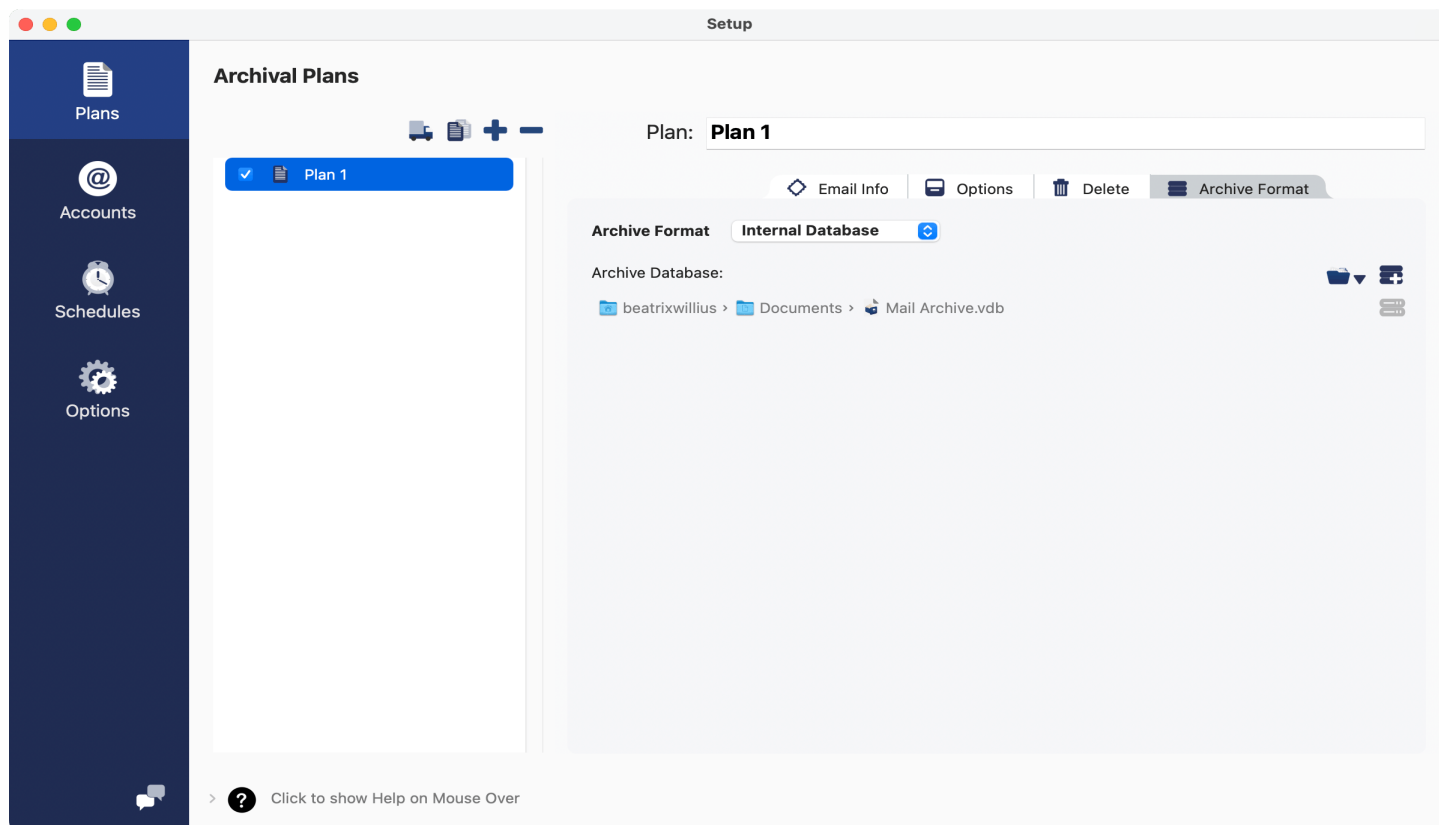 Setup
Plans
Accounts
Schedules
Options
Archival Plans
Plan 1
Plan: Plan 1
Email Info Options Delete Archive Format
Archive Format Internal Database
Archive Database:
beatrixwillius › Documents › Mail Archive.vdb
? Click to show Help on Mouse Over